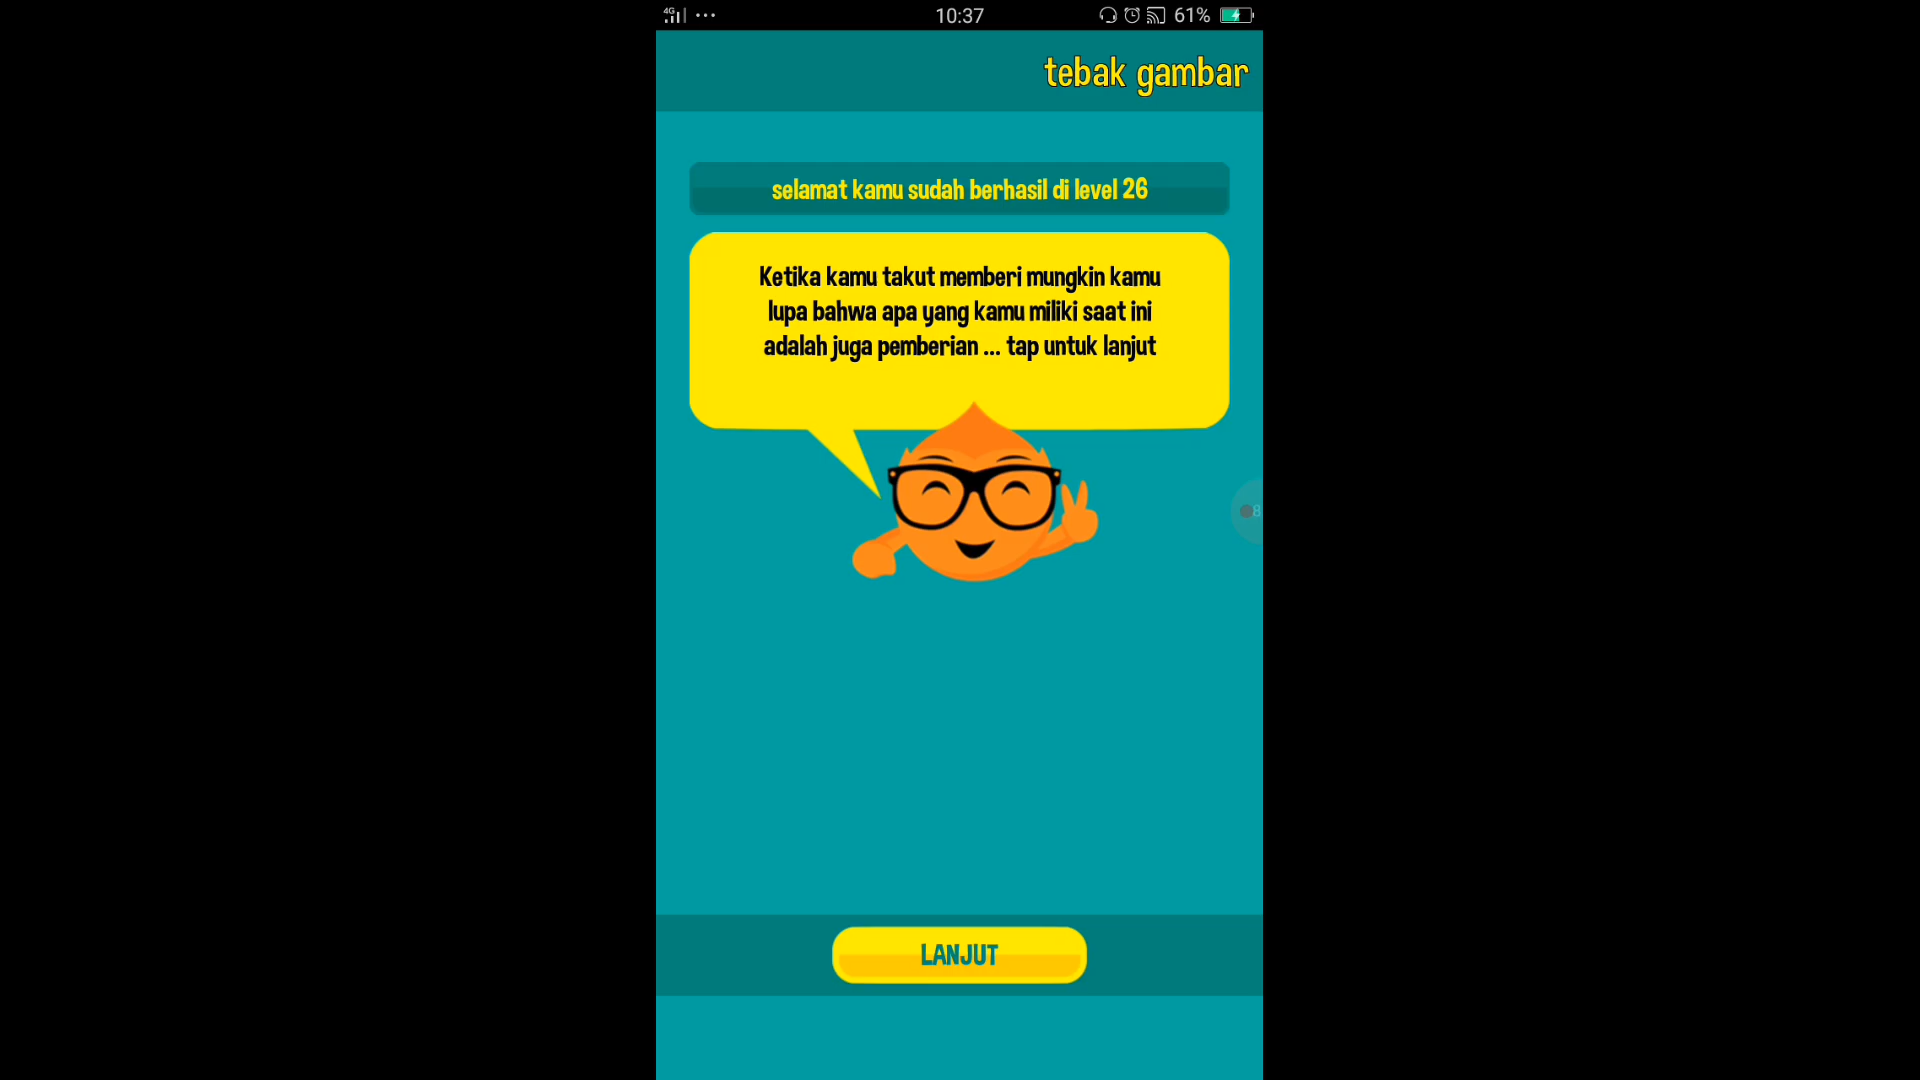 4G ... 10:37 61%
tebak gambar
selamat kamu sudah berhasil di level 26
Ketika kamu takut memberi mungkin kamu
lupa bahwa apa yang kamu miliki saat ini
adalah juga pemberian ... tap untuk lanjut
LANJUT